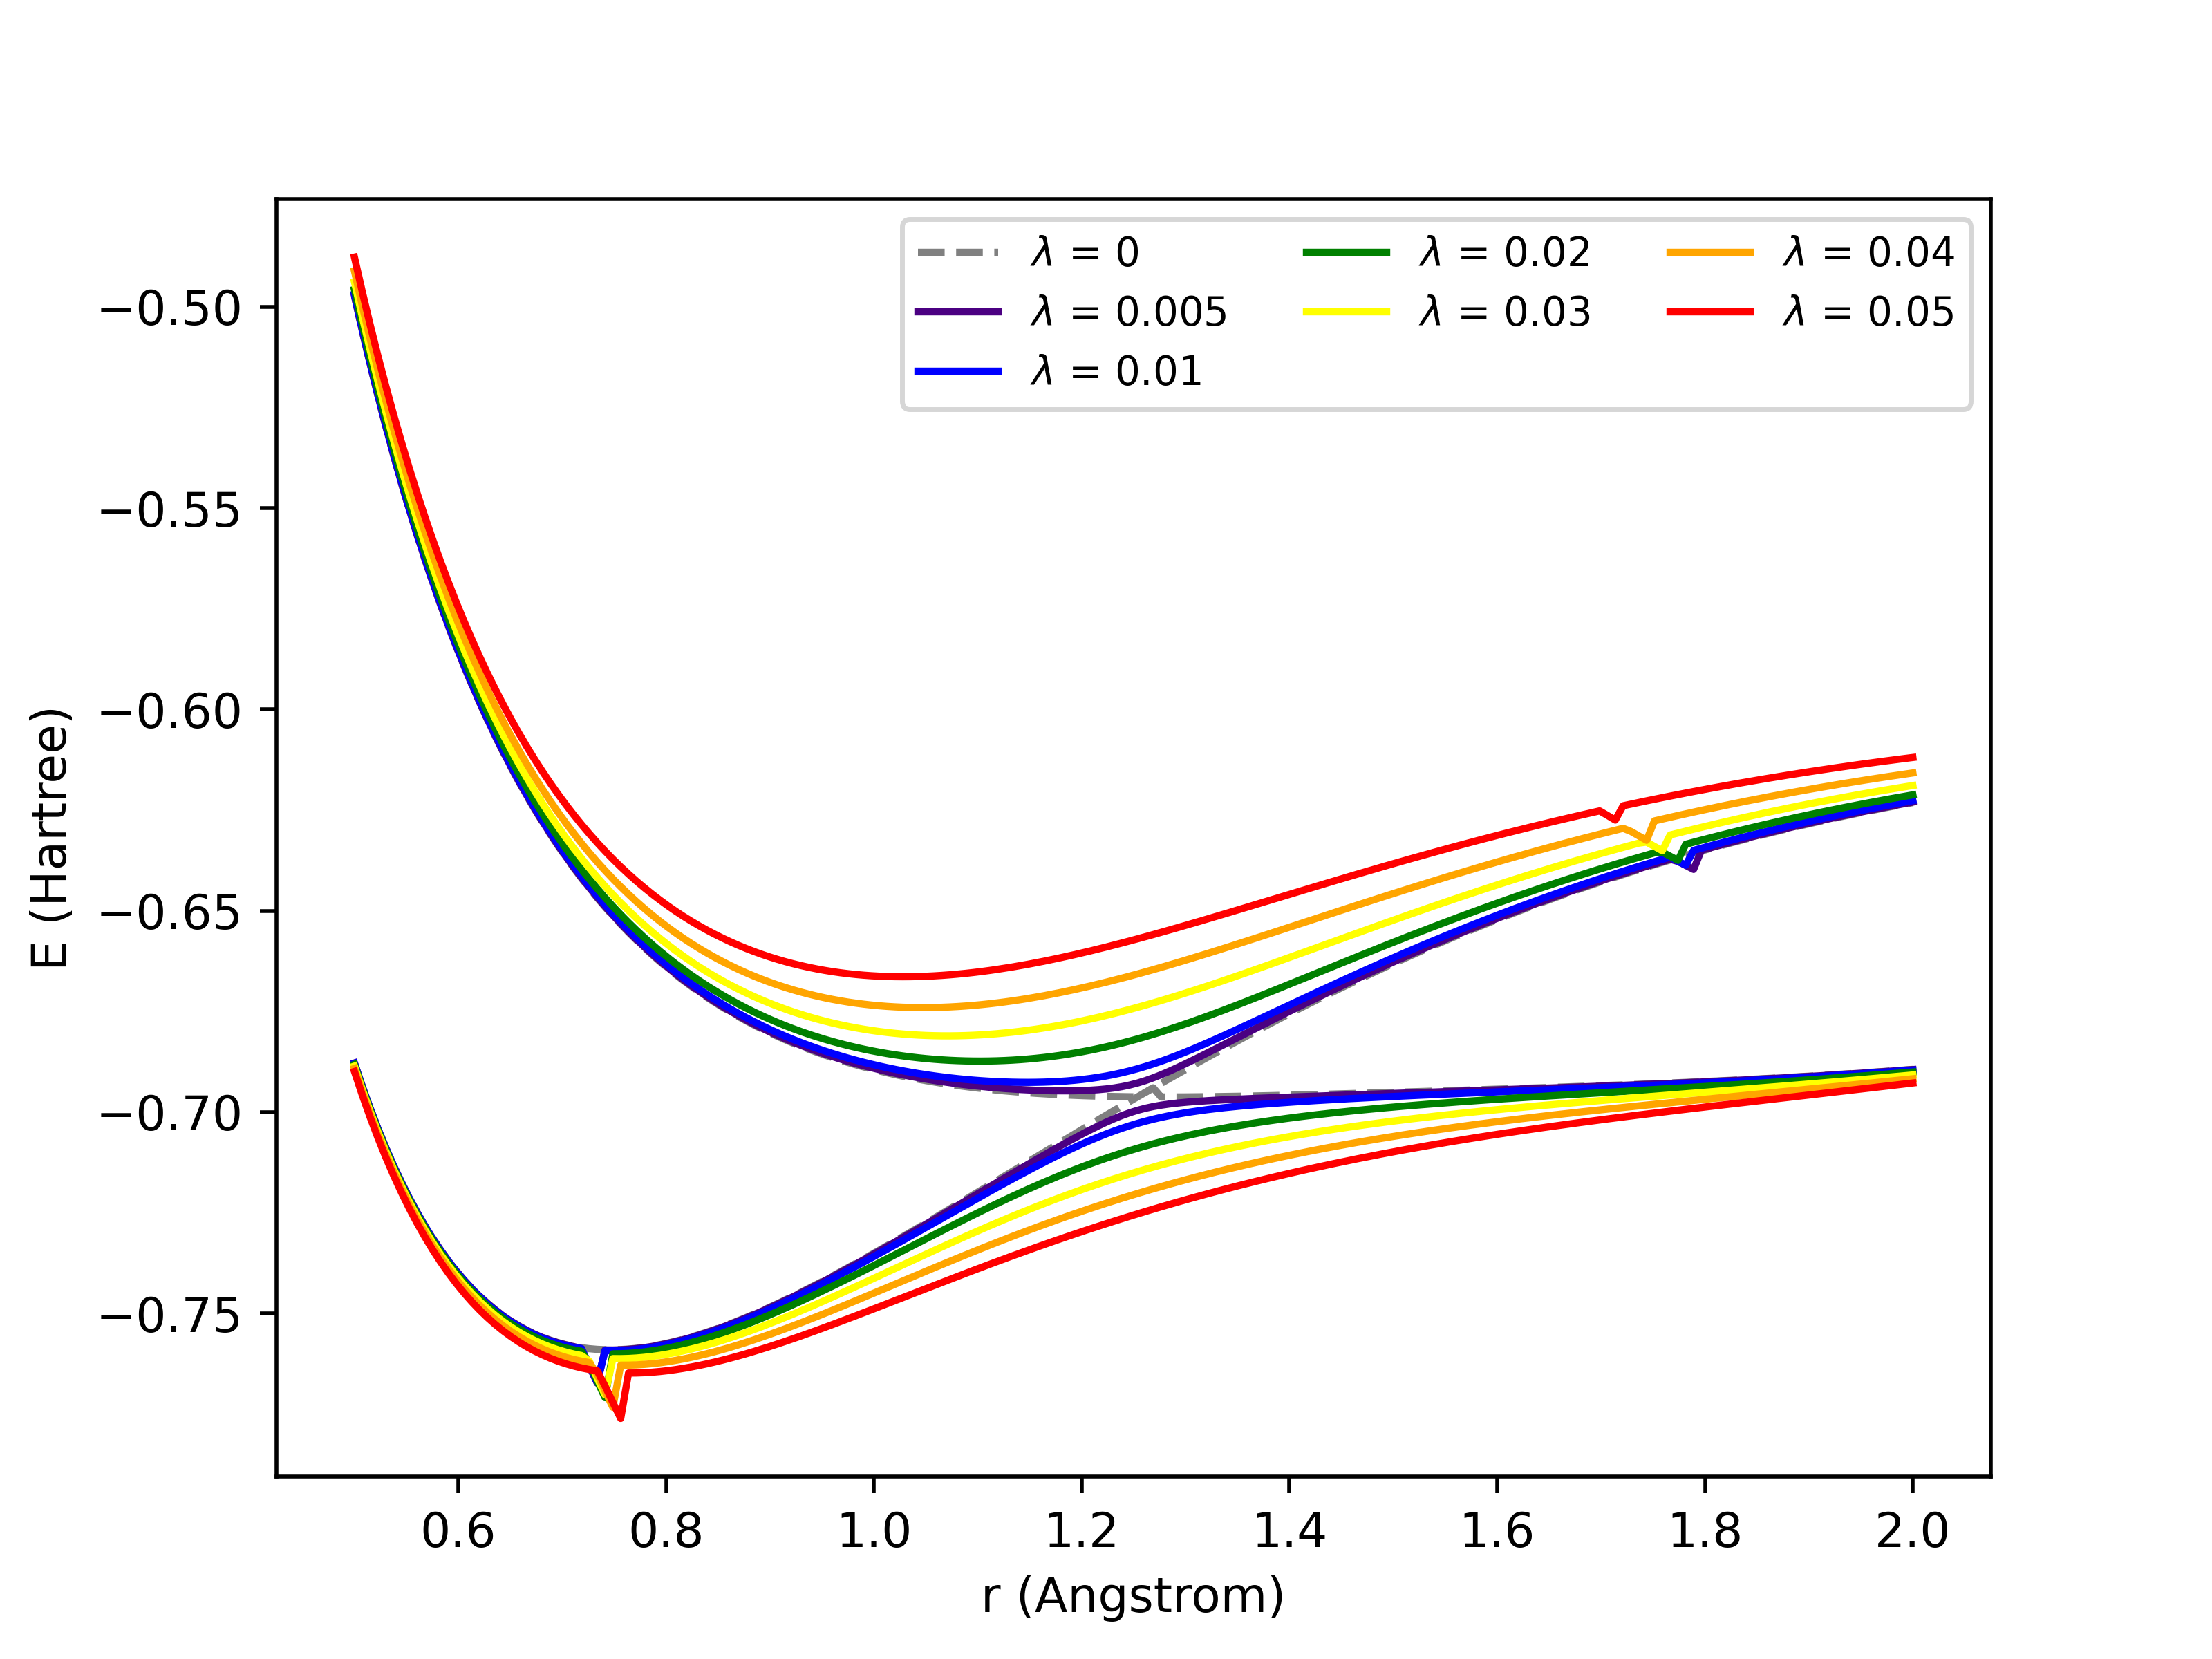 λ = 0
λ = 0.005
λ = 0.01
λ = 0.02
λ = 0.03
λ = 0.04
λ = 0.05
E (Hartree)
−0.50
−0.55
−0.60
−0.65
−0.70
−0.75
0.6 0.8 1.0 1.2 1.4 1.6 1.8 2.0
r (Angstrom)